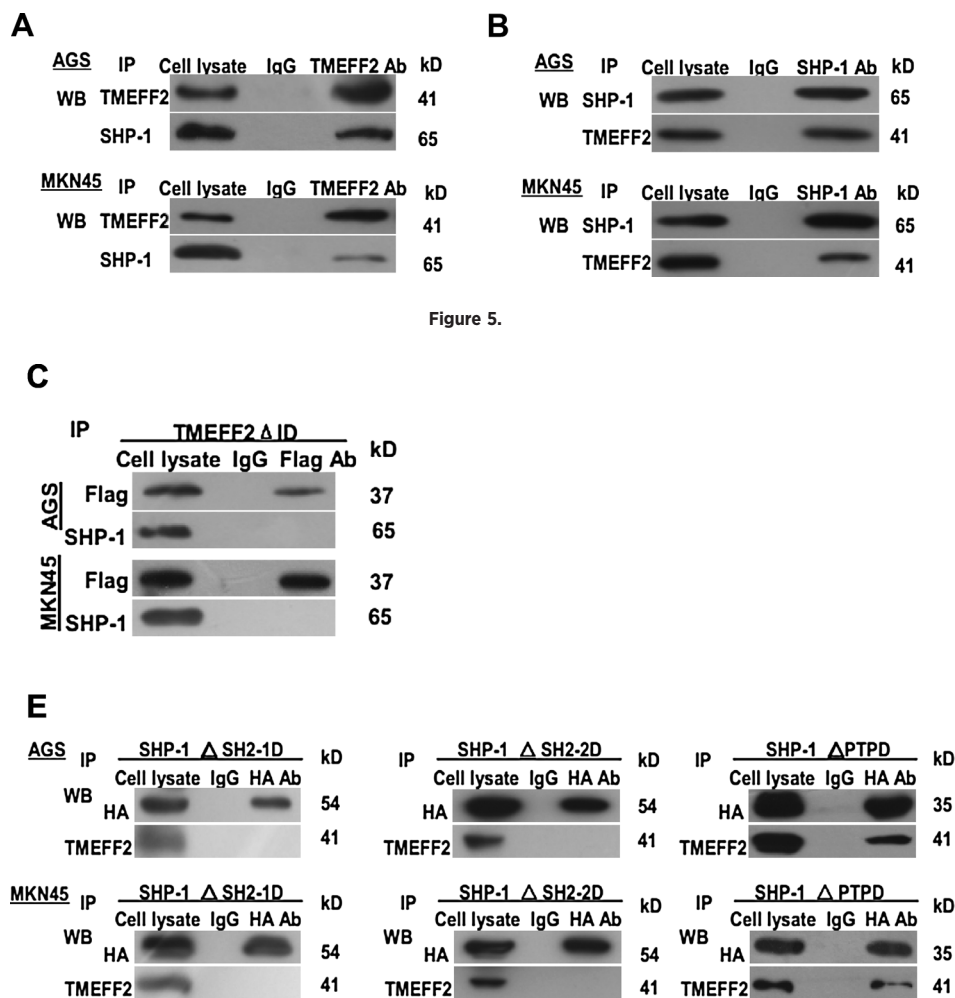 A
AGS IP Cell lysate IgG TMEFF2 Ab kD
WB TMEFF2 41
SHP-1 65
MKN45 IP Cell lysate IgG TMEFF2 Ab kD
WB TMEFF2 41
SHP-1 65
B
AGS IP Cell lysate IgG SHP-1 Ab kD
WB SHP-1 65
TMEFF2 41
MKN45 IP Cell lysate IgG SHP-1 Ab kD
WB SHP-1 65
TMEFF2 41
Figure 5.
C
IP TMEFF2 Δ ID kD
Cell lysate IgG Flag Ab
AGS
Flag 37
SHP-1 65
MKN45
Flag 37
SHP-1 65
E
AGS IP SHP-1 Δ SH2-1D kD
Cell lysate IgG HA Ab
WB HA 54
TMEFF2 41
IP SHP-1 Δ SH2-2D kD
Cell lysate IgG HA Ab
HA 54
TMEFF2 41
IP SHP-1 ΔPTPD kD
Cell lysate IgG HA Ab
HA 35
TMEFF2 41
MKN45 IP SHP-1 Δ SH2-1D kD
Cell lysate IgG HA Ab
WB HA 54
TMEFF2 41
IP SHP-1 Δ SH2-2D kD
Cell lysate IgG HA Ab
WB HA 54
TMEFF2 41
IP SHP-1 Δ PTPD kD
Cell lysate IgG HA Ab
WB HA 35
TMEFF2 41